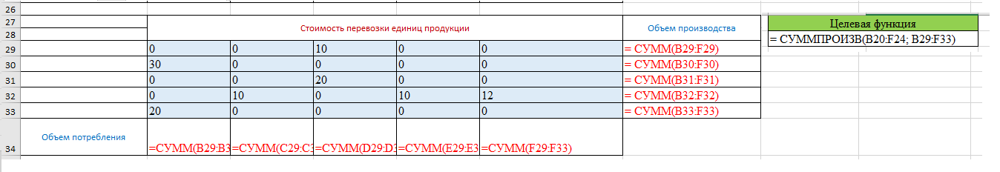 26
27
28
Стоимость перевозки единиц продукции
Объем производства
Целевая функция
= СУММПРОИЗВ(B20:F24; B29:F33)
29 0 0 10 0 0 = СУММ(B29:F29)
30 30 0 0 0 0 = СУММ(B30:F30)
31 0 0 20 0 0 = СУММ(B31:F31)
32 0 10 0 10 12 = СУММ(B32:F32)
33 20 0 0 0 0 = СУММ(B33:F33)
Объем потребления
34 =СУММ(B29:B3 =СУММ(C29:C3 =СУММ(D29:D3 =СУММ(E29:E3 =СУММ(F29:F33)